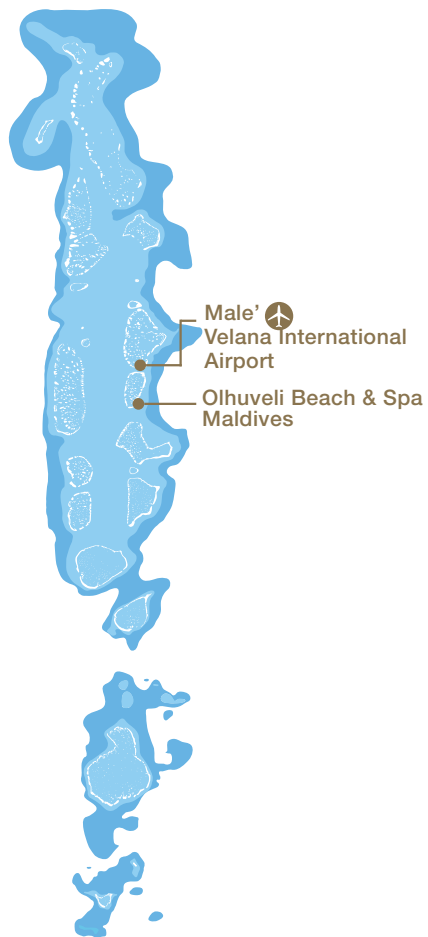 Male’
Velana International
Airport
Olhuveli Beach & Spa
Maldives